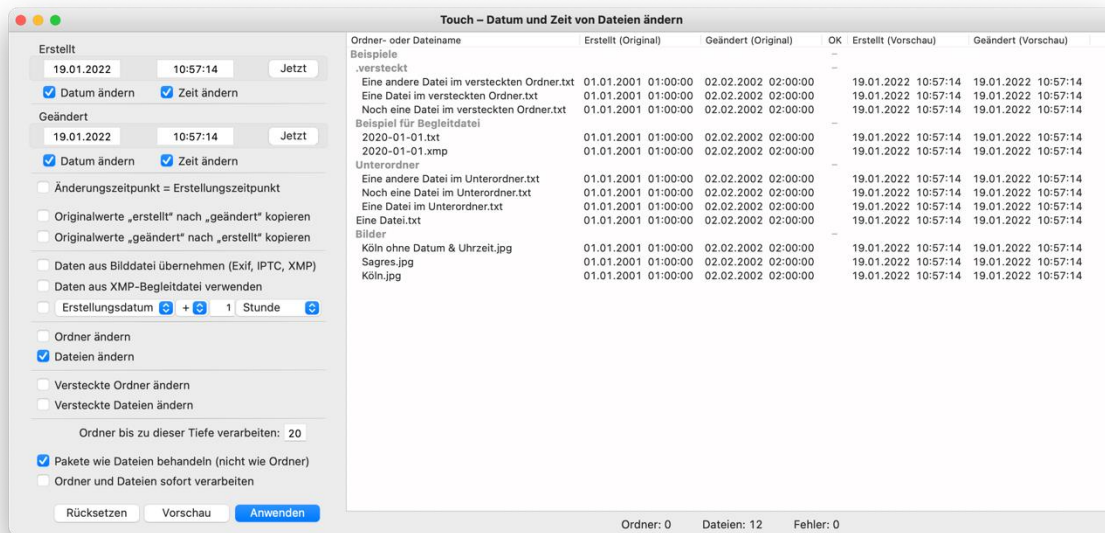 Touch – Datum und Zeit von Dateien ändern
Erstellt
19.01.2022 10:57:14 Jetzt
Datum ändern Zeit ändern
Geändert
19.01.2022 10:57:14 Jetzt
Datum ändern Zeit ändern
Änderungszeitpunkt = Erstellungszeitpunkt
Originalwerte „erstellt“ nach „geändert“ kopieren
Originalwerte „geändert“ nach „erstellt“ kopieren
Daten aus Bilddatei übernehmen (Exif, IPTC, XMP)
Daten aus XMP-Begleitdatei verwenden
Erstellungsdatum + 1 Stunde
Ordner ändern
Dateien ändern
Versteckte Ordner ändern
Versteckte Dateien ändern
Ordner bis zu dieser Tiefe verarbeiten: 20
Pakete wie Dateien behandeln (nicht wie Ordner)
Ordner und Dateien sofort verarbeiten
Rücksetzen Vorschau Anwenden
Ordner- oder Dateiname Erstellt (Original) Geändert (Original) OK Erstellt (Vorschau) Geändert (Vorschau)
Beispiele –
.versteckt –
Eine andere Datei im versteckten Ordner.txt 01.01.2001 01:00:00 02.02.2002 02:00:00 19.01.2022 10:57:14 19.01.2022 10:57:14
Eine Datei im versteckten Ordner.txt 01.01.2001 01:00:00 02.02.2002 02:00:00 19.01.2022 10:57:14 19.01.2022 10:57:14
Noch eine Datei im versteckten Ordner.txt 01.01.2001 01:00:00 02.02.2002 02:00:00 19.01.2022 10:57:14 19.01.2022 10:57:14
Beispiel für Begleitdatei –
2020-01-01.txt 01.01.2001 01:00:00 02.02.2002 02:00:00 19.01.2022 10:57:14 19.01.2022 10:57:14
2020-01-01.xmp 01.01.2001 01:00:00 02.02.2002 02:00:00 19.01.2022 10:57:14 19.01.2022 10:57:14
Unterordner –
Eine andere Datei im Unterordner.txt 01.01.2001 01:00:00 02.02.2002 02:00:00 19.01.2022 10:57:14 19.01.2022 10:57:14
Noch eine Datei im Unterordner.txt 01.01.2001 01:00:00 02.02.2002 02:00:00 19.01.2022 10:57:14 19.01.2022 10:57:14
Eine Datei im Unterordner.txt 01.01.2001 01:00:00 02.02.2002 02:00:00 19.01.2022 10:57:14 19.01.2022 10:57:14
Eine Datei.txt 01.01.2001 01:00:00 02.02.2002 02:00:00 19.01.2022 10:57:14 19.01.2022 10:57:14
Bilder –
Köln ohne Datum & Uhrzeit.jpg 01.01.2001 01:00:00 02.02.2002 02:00:00 19.01.2022 10:57:14 19.01.2022 10:57:14
Sagres.jpg 01.01.2001 01:00:00 02.02.2002 02:00:00 19.01.2022 10:57:14 19.01.2022 10:57:14
Köln.jpg 01.01.2001 01:00:00 02.02.2002 02:00:00 19.01.2022 10:57:14 19.01.2022 10:57:14
Ordner: 0 Dateien: 12 Fehler: 0